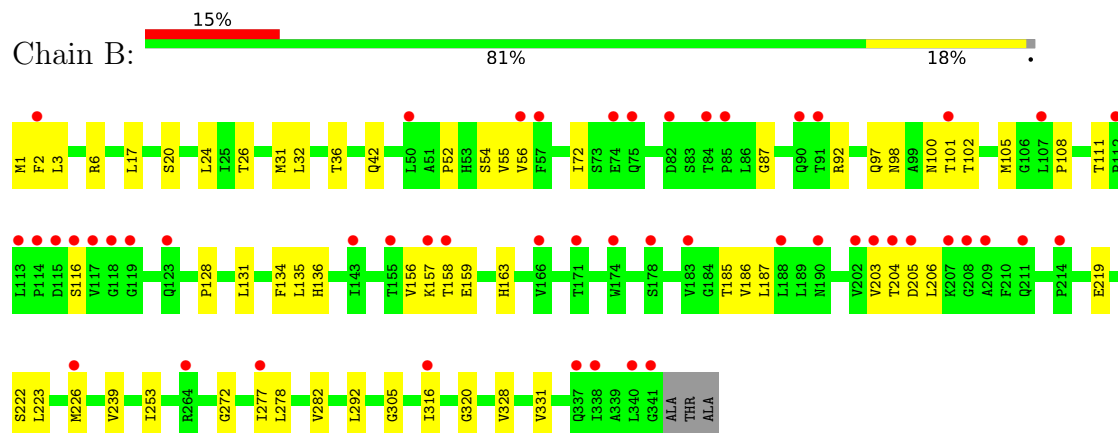 15%
Chain B:
81% 18%
M1 F2 L3 R6 L17 S20 L24 I25 T26 M31 L32 T36 Q42 L50 A51 P52 H53 S54 V55 V56 F57 I72 S73 E74 Q75 D82 S83 T84 P85 L86 G87 Q90 T91 R92 Q97 N98 A99 N100 T101 T102 M105 G106 L107 P108 T111
L113 P114 D115 S116 V117 G118 G119 Q123 P128 L131 F134 L135 H136 I143 T155 V156 K157 T158 E159 H163 V166 T171 W174 S178 V183 G184 T185 V186 L187 L188 L189 N190 V202 V203 T204 D205 L206 K207 G208 A209 F210 Q211 P214 E219
S222 L223 M226 V239 I253 R264 G272 I277 L278 V282 L292 G305 I316 G320 V328 V331 Q337 I338 A339 L340 G341 ALA THR ALA